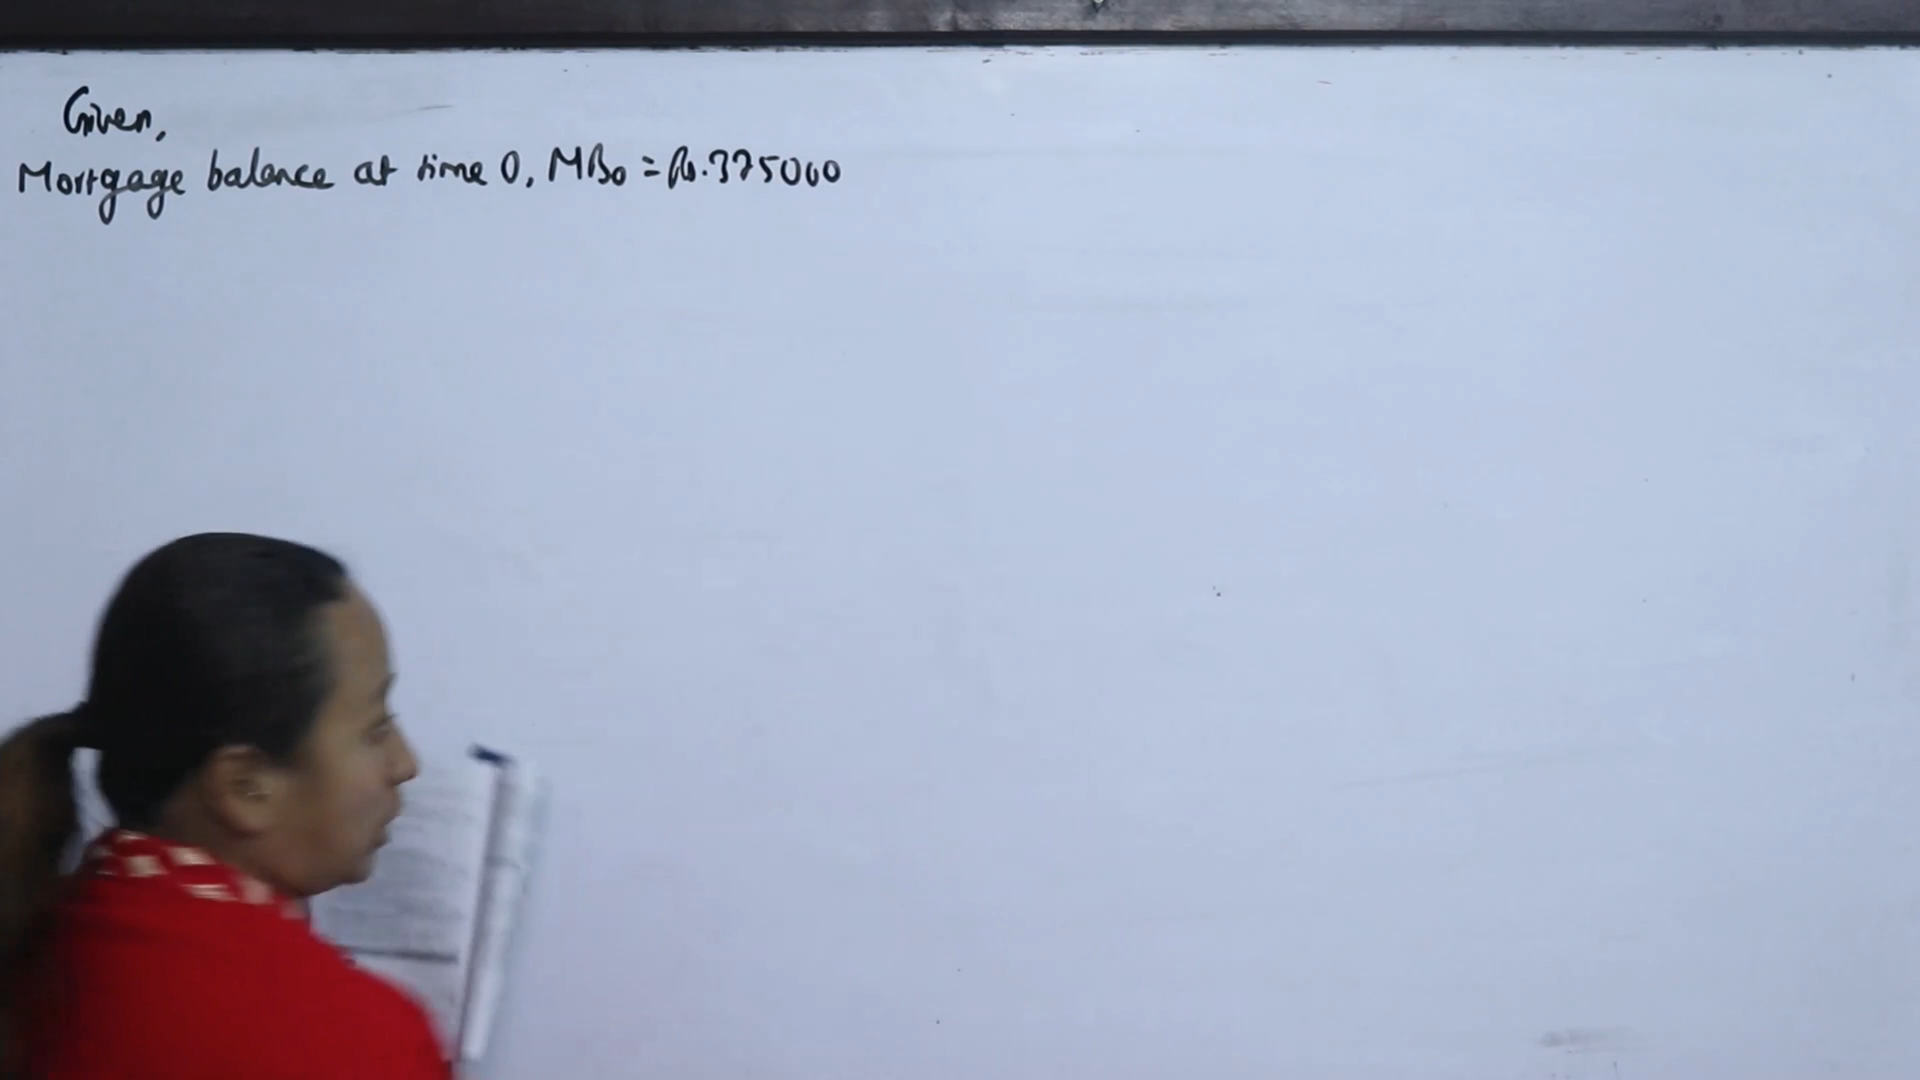 Given,
Mortgage balance at time 0, MB₀ = Rs.375000